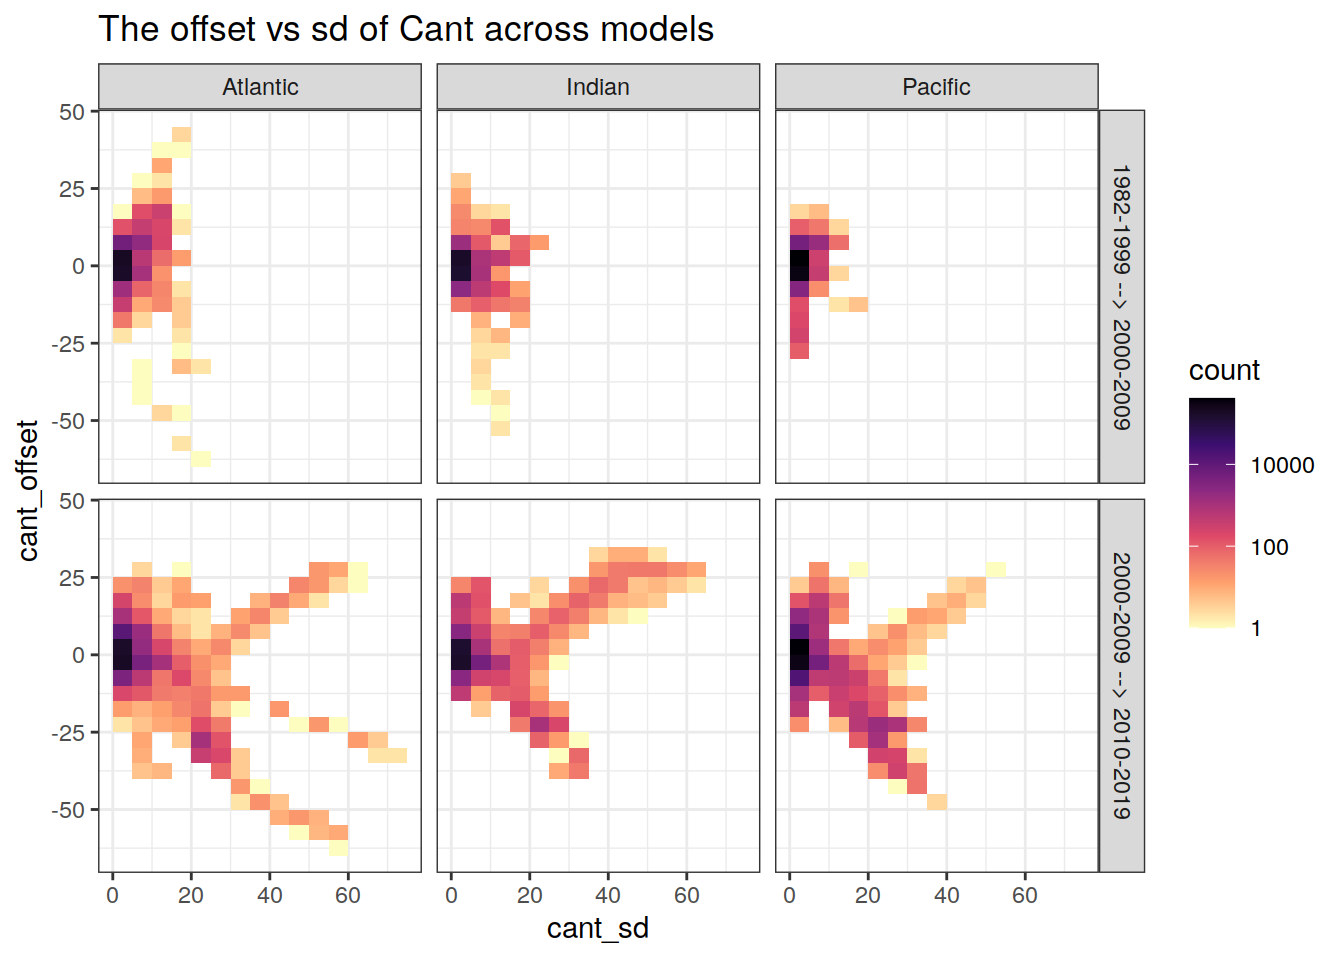 The offset vs sd of Cant across models
Atlantic
Indian
Pacific
50
25
0
-25
-50
1982-1999 --> 2000-2009
50
25
0
-25
-50
2000-2009 --> 2010-2019
cant_offset
0 20 40 60
0 20 40 60
0 20 40 60
cant_sd
count
10000
100
1